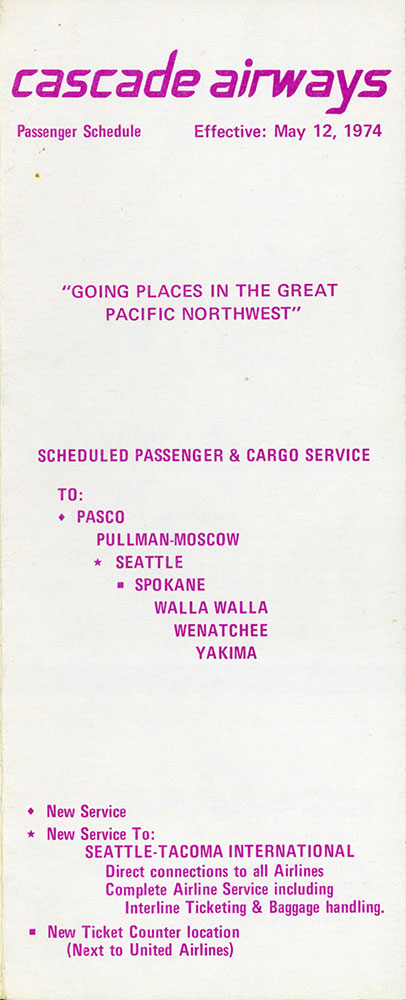 cascade airways
Passenger Schedule Effective: May 12, 1974
"GOING PLACES IN THE GREAT
PACIFIC NORTHWEST"
SCHEDULED PASSENGER & CARGO SERVICE
TO:
♦ PASCO
PULLMAN-MOSCOW
★ SEATTLE
■ SPOKANE
WALLA WALLA
WENATCHEE
YAKIMA
♦ New Service
★ New Service To:
SEATTLE-TACOMA INTERNATIONAL
Direct connections to all Airlines
Complete Airline Service including
Interline Ticketing & Baggage handling.
■ New Ticket Counter location
(Next to United Airlines)